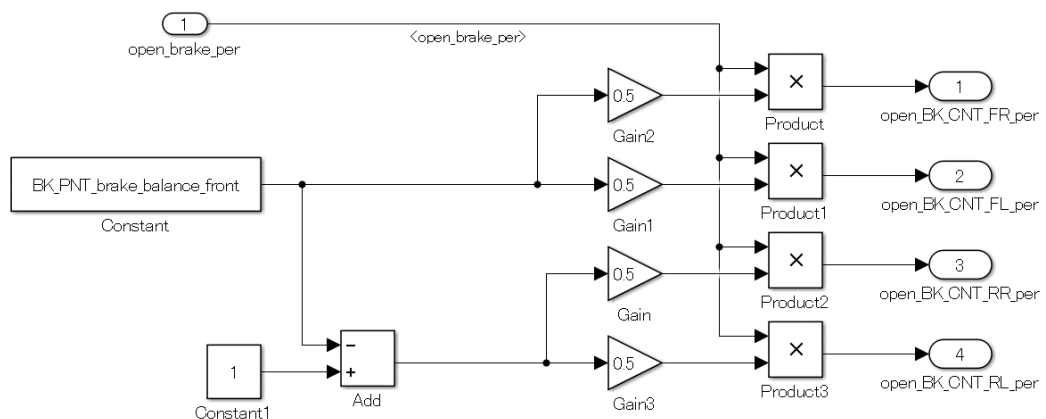 1
open_brake_per
<open_brake_per>
0.5
Gain2
×
Product
1
open_BK_CNT_FR_per
BK_PNT_brake_balance_front
Constant
0.5
Gain1
×
Product1
2
open_BK_CNT_FL_per
0.5
Gain
×
Product2
3
open_BK_CNT_RR_per
1
Constant1
−
+
Add
0.5
Gain3
×
Product3
4
open_BK_CNT_RL_per